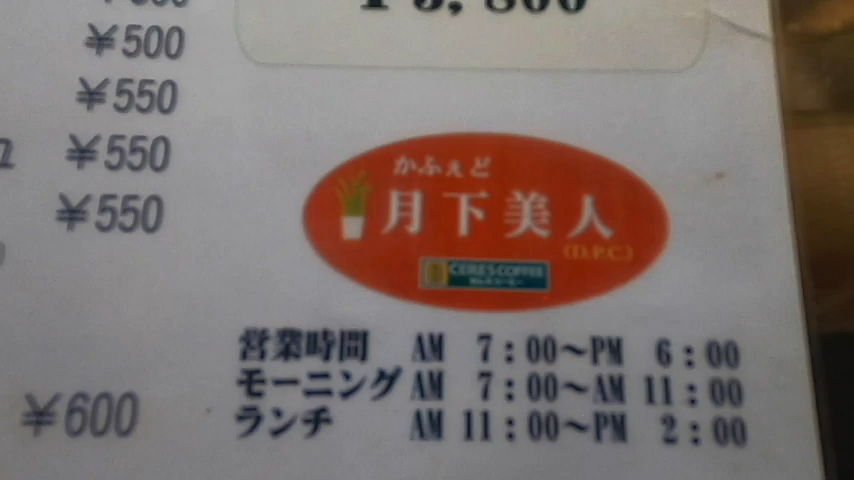 ¥500
¥550
¥550
¥550
¥600
かふぇど
月下美人
(D.P.C.)
CERES COFFEE
営業時間 AM 7:00〜PM 6:00
モーニング AM 7:00〜AM 11:00
ランチ AM 11:00〜PM 2:00